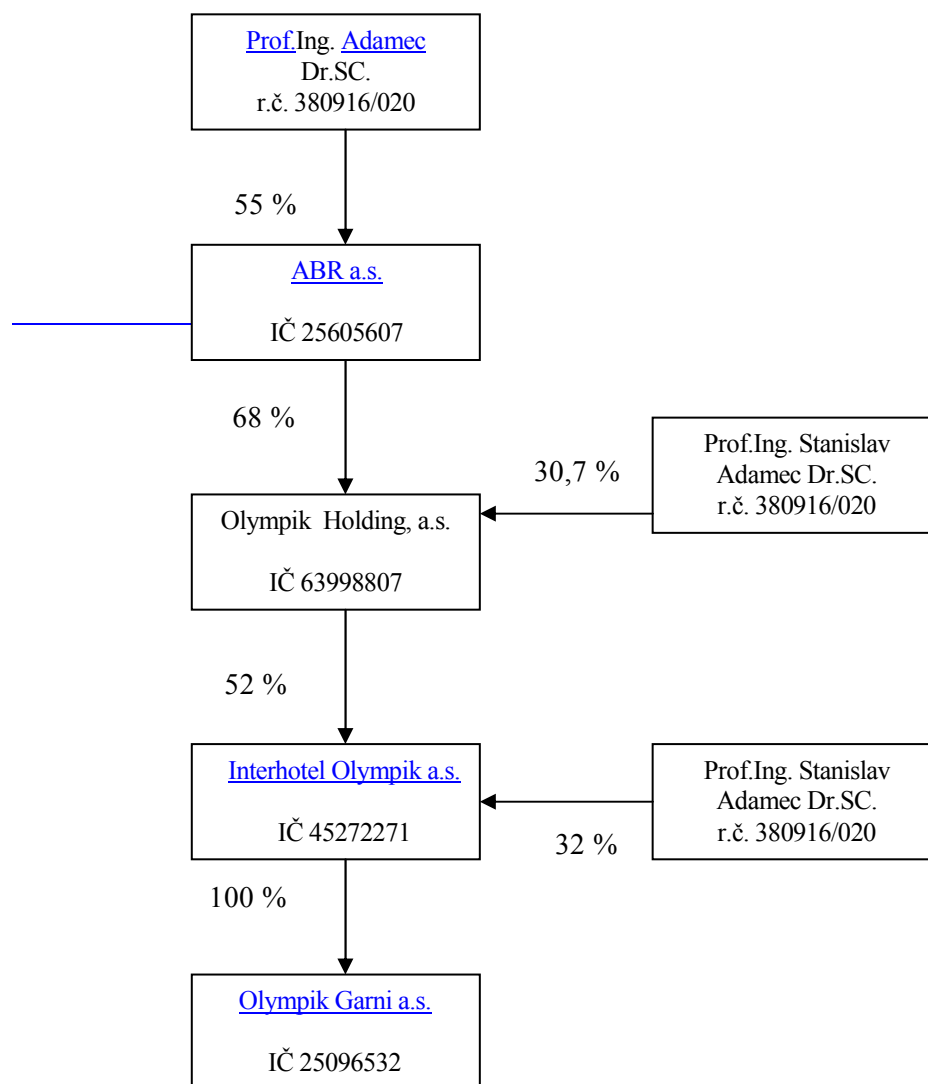 Prof.Ing. Adamec
Dr.SC.
r.č. 380916/020
55 %
ABR a.s.
IČ 25605607
68 %
30,7 %
Prof.Ing. Stanislav
Adamec Dr.SC.
r.č. 380916/020
Olympik  Holding, a.s.
IČ 63998807
52 %
Interhotel Olympik a.s.
IČ 45272271
Prof.Ing. Stanislav
Adamec Dr.SC.
r.č. 380916/020
32 %
100 %
Olympik Garni a.s.
IČ 25096532